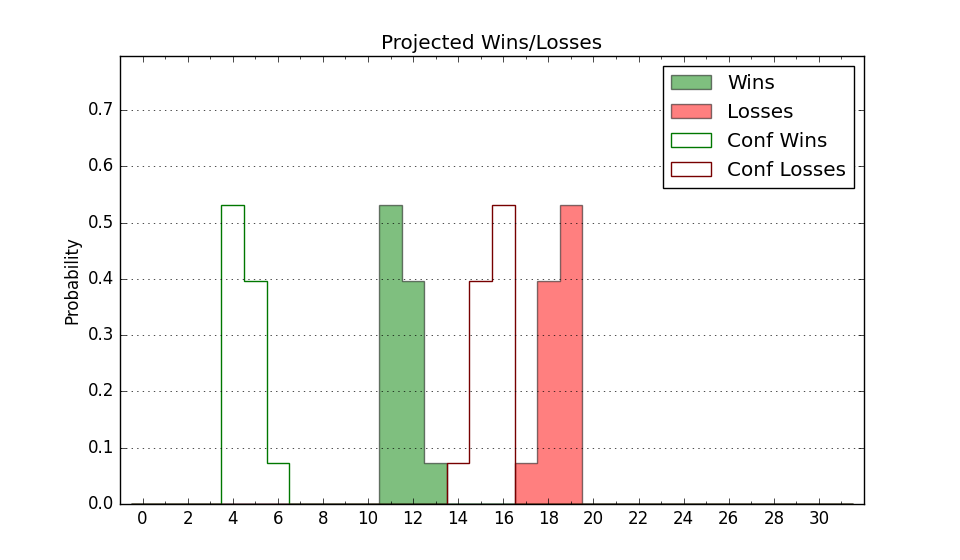 Projected Wins/Losses
Wins
Losses
Conf Wins
Conf Losses
Probability
0.7
0.6
0.5
0.4
0.3
0.2
0.1
0.0
0 2 4 6 8 10 12 14 16 18 20 22 24 26 28 30